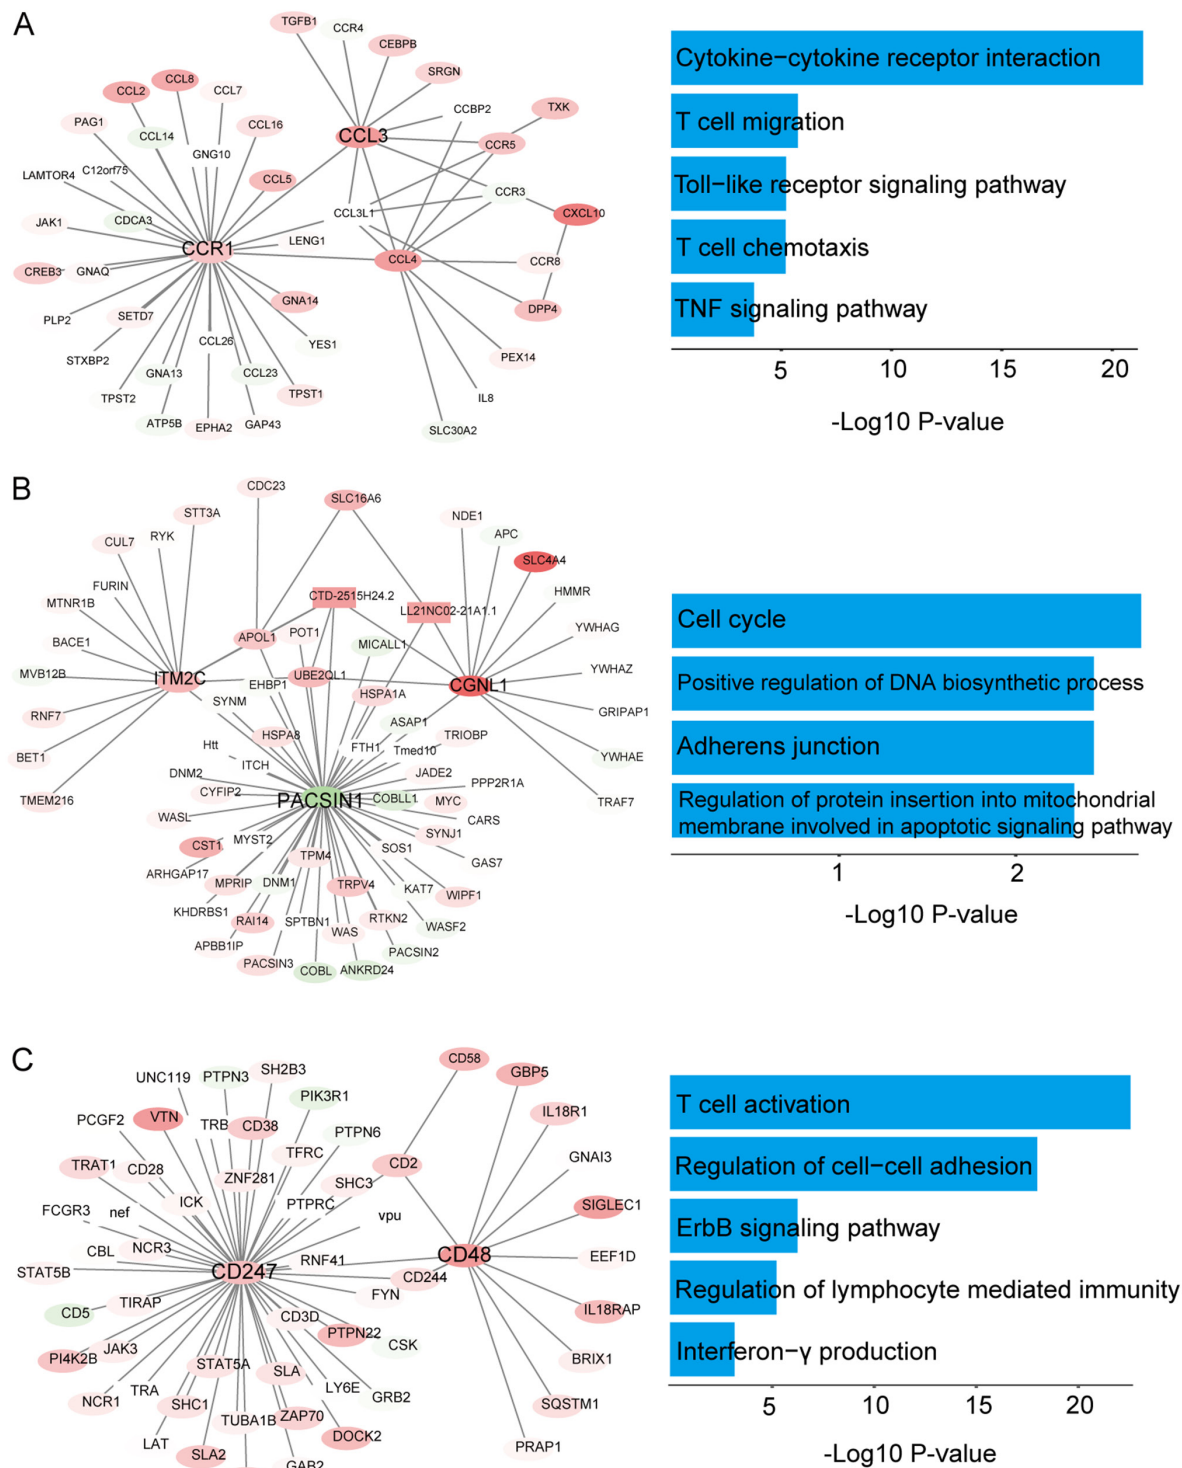 A
TGFB1
CCR4
CEBPB
SRGN
CCL8
CCL2
CCL7
CCBP2
TXK
PAG1
CCL14
CCL16
CCL3
CCR5
GNG10
C12orf75
LAMTOR4
CCL5
CCR3
CCL3L1
CXCL10
JAK1
CDCA3
CCR1
LENG1
CCL4
CCR8
CREB3
GNAQ
GNA14
DPP4
PLP2
SETD7
CCL26
YES1
STXBP2
PEX14
GNA13
CCL23
TPST2
TPST1
IL8
ATP5B
EPHA2
GAP43
SLC30A2
Cytokine-cytokine receptor interaction
T cell migration
Toll-like receptor signaling pathway
T cell chemotaxis
TNF signaling pathway
5
10
15
20
-Log10 P-value
B
CDC23
SLC16A6
STT3A
NDE1
RYK
APC
CUL7
SLC4A4
FURIN
HMMR
MTNR1B
CTD-2515H24.2
LL21NC02-21A1.1
BACE1
APOL1
POT1
MICALL1
YWHAG
MVB12B
ITM2C
UBE2QL1
YWHAZ
EHBP1
HSPA1A
CGNL1
SYNM
GRIPAP1
RNF7
ASAP1
HSPA8
TRIOBP
Htt
FTH1
Tmed10
BET1
ITCH
YWHAE
DNM2
JADE2
CYFIP2
PPP2R1A
TMEM216
PACSIN1
COBLL1
MYC
TRAF7
WASL
CARS
MYST2
SYNJ1
CST1
SOS1
TPM4
GAS7
ARHGAP17
MPRIP
DNM1
TRPV4
KAT7
WIPF1
KHDRBS1
RAI14
SPTBN1
RTKN2
WASF2
WAS
APBB1IP
PACSIN2
PACSIN3
COBL
ANKRD24
Cell cycle
Positive regulation of DNA biosynthetic process
Adherens junction
Regulation of protein insertion into mitochondrial
membrane involved in apoptotic signaling pathway
1
2
-Log10 P-value
C
CD58
SH2B3
GBP5
UNC119
PTPN3
PIK3R1
IL18R1
PCGF2
VTN
TRB
CD38
PTPN6
TFRC
GNAI3
TRAT1
CD28
CD2
ZNF281
SHC3
ICK
PTPRC
SIGLEC1
FCGR3
nef
vpu
CBL
NCR3
CD48
EEF1D
RNF41
STAT5B
CD247
CD244
FYN
TIRAP
CD5
CD3D
IL18RAP
PTPN22
CSK
JAK3
PI4K2B
BRIX1
STAT5A
SLA
TRA
LY6E
GRB2
NCR1
SHC1
SQSTM1
TUBA1B
ZAP70
DOCK2
LAT
PRAP1
SLA2
GAB2
T cell activation
Regulation of cell-cell adhesion
ErbB signaling pathway
Regulation of lymphocyte mediated immunity
Interferon-γ production
5
10
15
20
-Log10 P-value